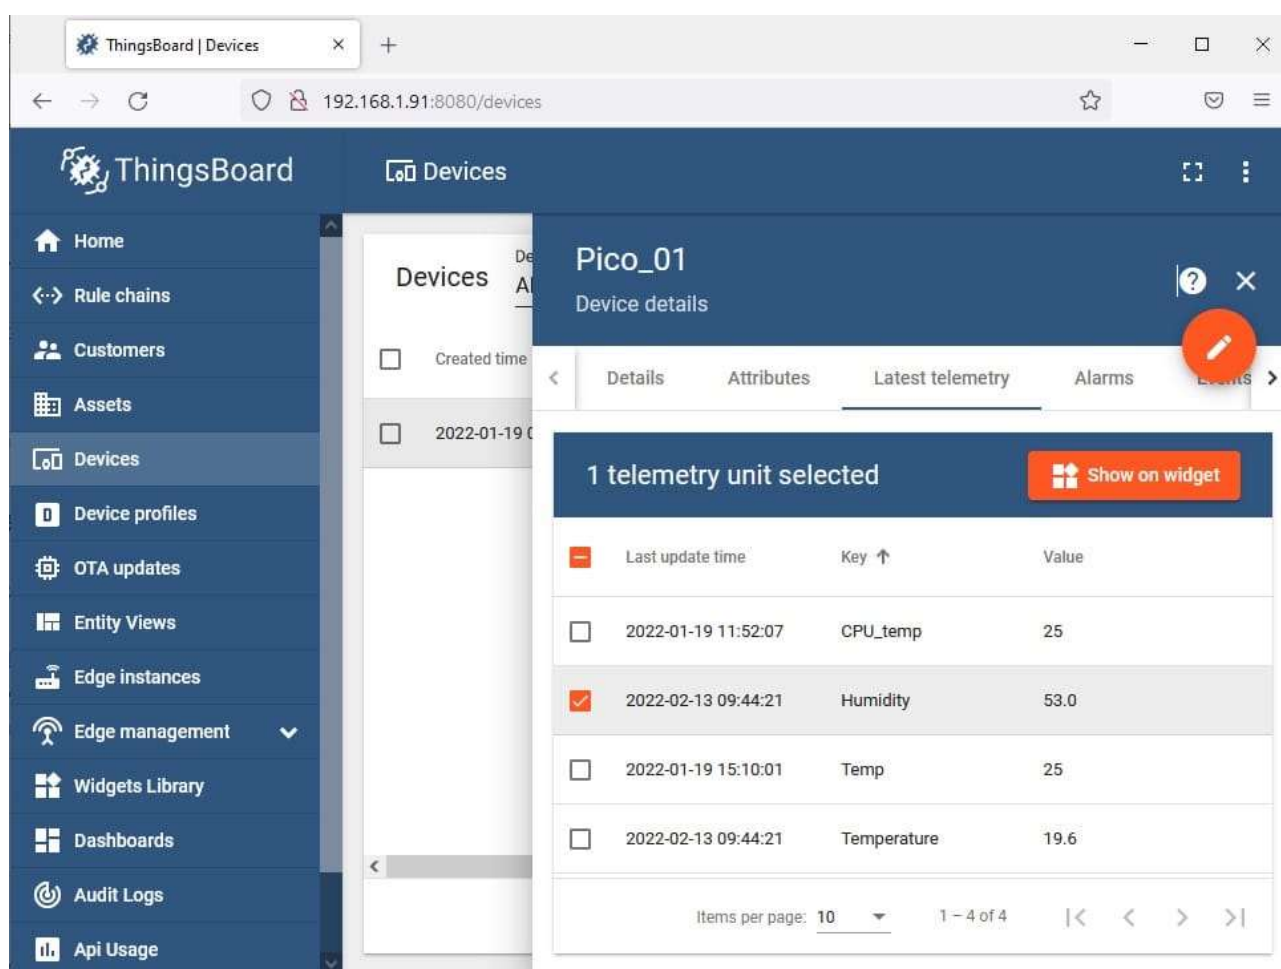 ThingsBoard | Devices
192.168.1.91:8080/devices
ThingsBoard
Devices
Home
Rule chains
Customers
Assets
Devices
Device profiles
OTA updates
Entity Views
Edge instances
Edge management
Widgets Library
Dashboards
Audit Logs
Api Usage
Devices
Created time
2022-01-19 0
Pico_01
Device details
Details Attributes Latest telemetry Alarms Events
1 telemetry unit selected
Show on widget
Last update time Key Value
2022-01-19 11:52:07 CPU_temp 25
2022-02-13 09:44:21 Humidity 53.0
2022-01-19 15:10:01 Temp 25
2022-02-13 09:44:21 Temperature 19.6
Items per page: 10 1 – 4 of 4